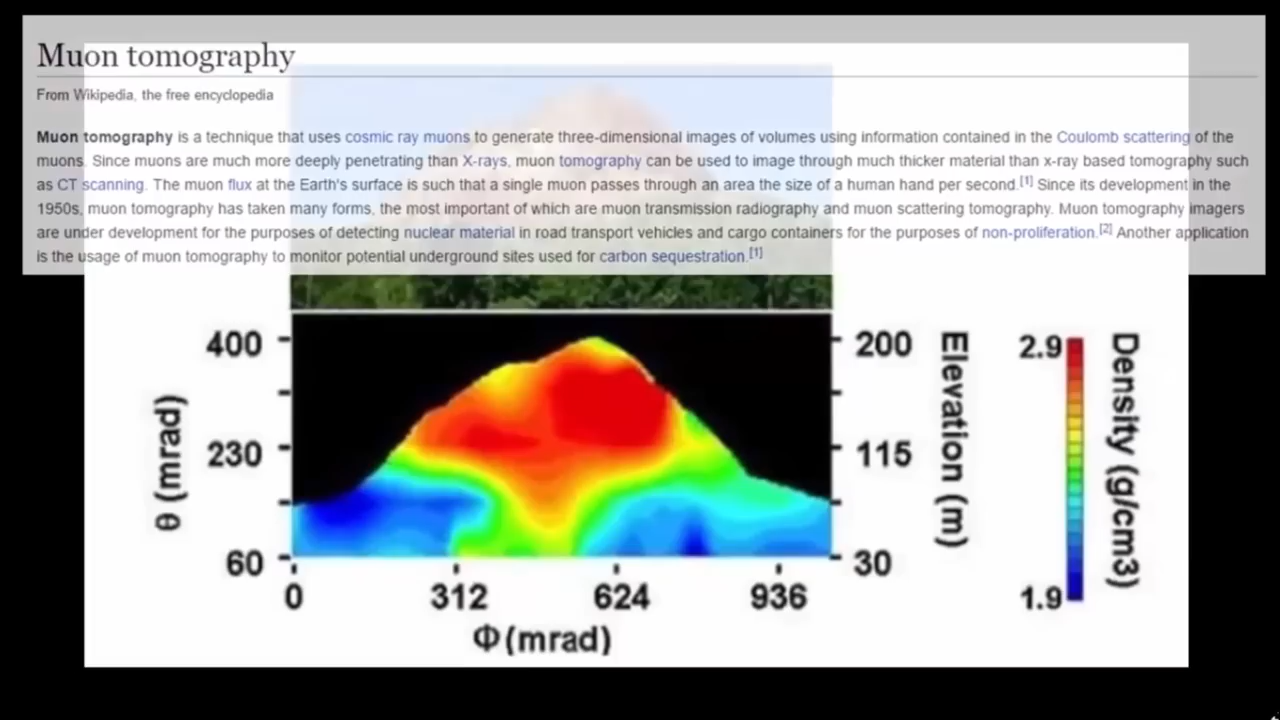 Muon tomography
From Wikipedia, the free encyclopedia
Muon tomography is a technique that uses cosmic ray muons to generate three-dimensional images of volumes using information contained in the Coulomb scattering of the
muons. Since muons are much more deeply penetrating than X-rays, muon tomography can be used to image through much thicker material than x-ray based tomography such
as CT scanning. The muon flux at the Earth's surface is such that a single muon passes through an area the size of a human hand per second.[1] Since its development in the
1950s, muon tomography has taken many forms, the most important of which are muon transmission radiography and muon scattering tomography. Muon tomography imagers
are under development for the purposes of detecting nuclear material in road transport vehicles and cargo containers for the purposes of non-proliferation.[2] Another application
is the usage of muon tomography to monitor potential underground sites used for carbon sequestration.[1]
400
230
60
θ (mrad)
0 312 624 936
Φ(mrad)
200
115
30
Elevation (m)
2.9
1.9
Density (g/cm3)